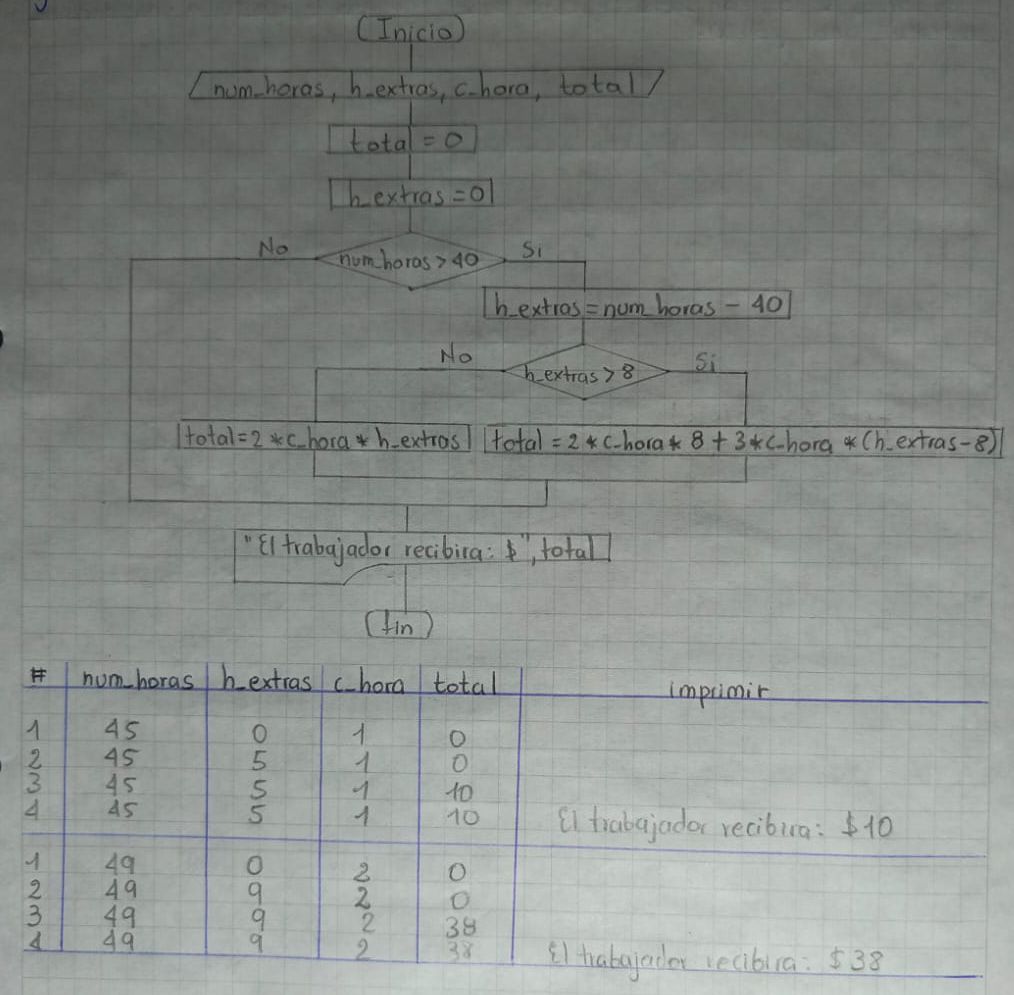 Inicio
num_horas, h_extras, c_hora, total
total = 0
h_extras = 0
No
num_horas > 40
Si
h_extras = num_horas - 40
No
h_extras > 8
Si
total = 2 * c_hora * h_extras
total = 2 * c_hora * 8 + 3 * c_hora * (h_extras - 8)
"El trabajador recibira: $", total
fin
# num_horas h_extras c_hora total imprimir
1 45 0 1 0
2 45 5 1 0
3 45 5 1 10
4 45 5 1 10 El trabajador recibira: $10
1 49 0 2 0
2 49 9 2 0
3 49 9 2 38
4 49 9 2 38 El trabajador recibira: $38